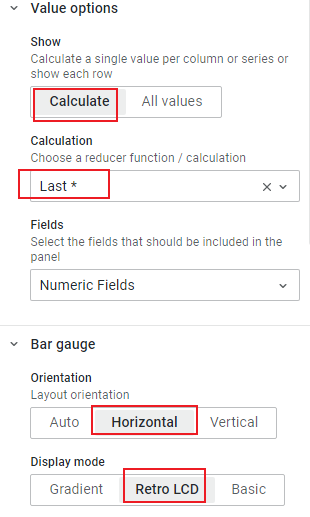 Value options
Show
Calculate a single value per column or series or
show each row
Calculate All values
Calculation
Choose a reducer function / calculation
Last *
Fields
Select the fields that should be included in the
panel
Numeric Fields
Bar gauge
Orientation
Layout orientation
Auto Horizontal Vertical
Display mode
Gradient Retro LCD Basic